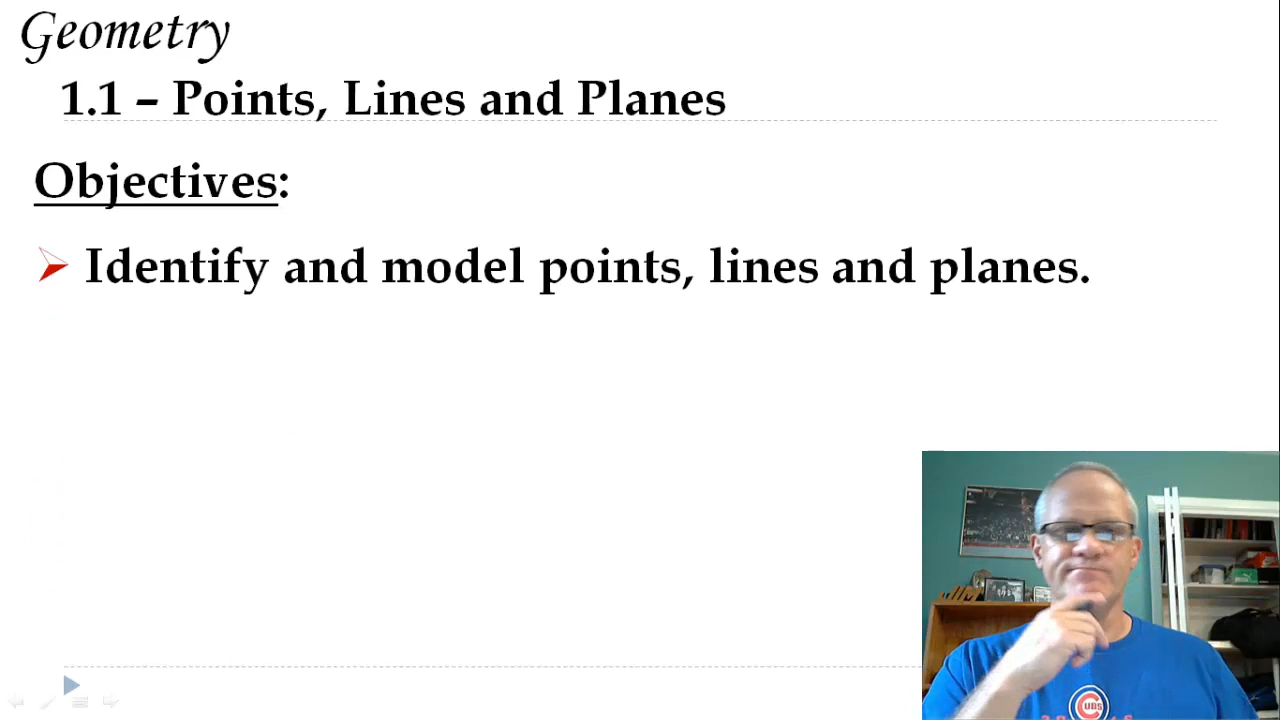 Geometry
1.1 – Points, Lines and Planes
Objectives:
Identify and model points, lines and planes.
CUBS